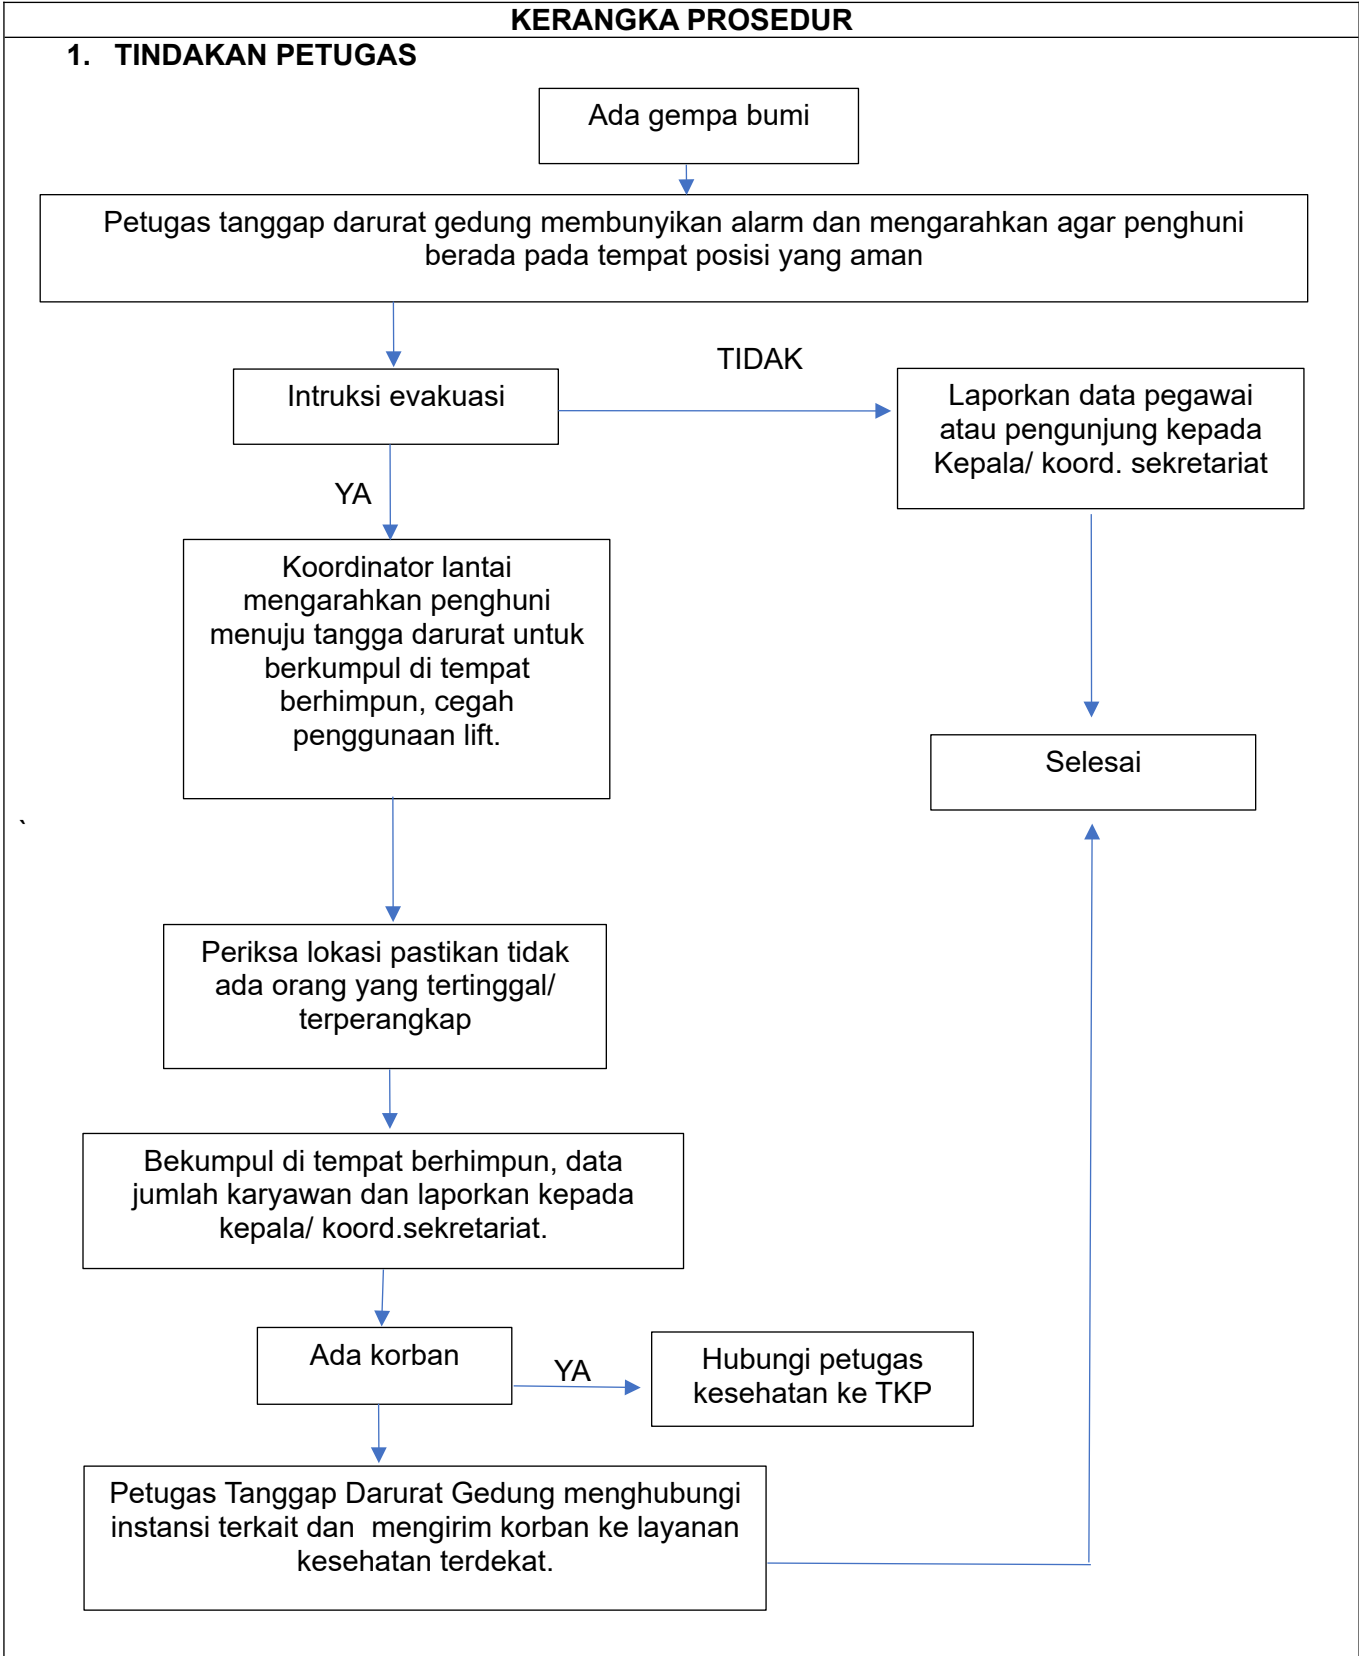 KERANGKA PROSEDUR
1. TINDAKAN PETUGAS
Ada gempa bumi
Petugas tanggap darurat gedung membunyikan alarm dan mengarahkan agar penghuni
berada pada tempat posisi yang aman
TIDAK
Intruksi evakuasi
Laporkan data pegawai
atau pengunjung kepada
Kepala/ koord. sekretariat
YA
Koordinator lantai
mengarahkan penghuni
menuju tangga darurat untuk
berkumpul di tempat
berhimpun, cegah
penggunaan lift.
Selesai
`
Periksa lokasi pastikan tidak
ada orang yang tertinggal/
terperangkap
Bekumpul di tempat berhimpun, data
jumlah karyawan dan laporkan kepada
kepala/ koord.sekretariat.
Ada korban
YA
Hubungi petugas
kesehatan ke TKP
Petugas Tanggap Darurat Gedung menghubungi
instansi terkait dan  mengirim korban ke layanan
kesehatan terdekat.